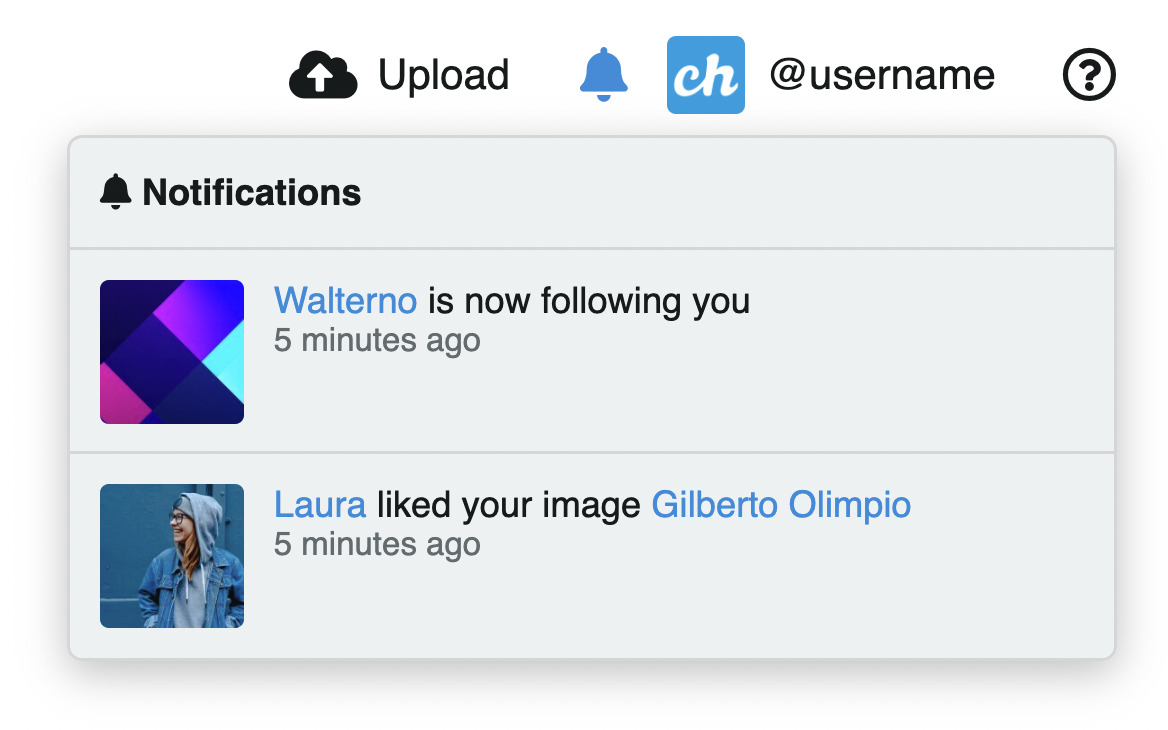 Upload ch @username
Notifications
Walterno is now following you
5 minutes ago
Laura liked your image Gilberto Olimpio
5 minutes ago